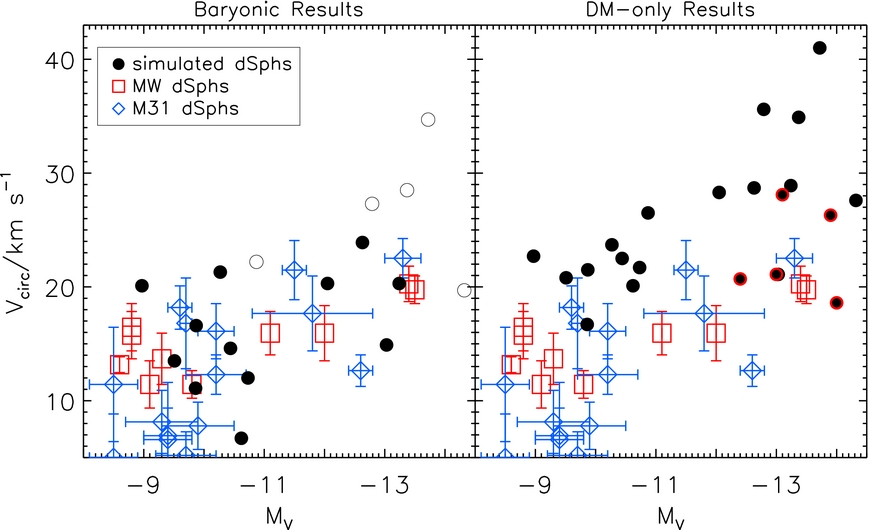 Baryonic Results
DM-only Results
simulated dSphs
MW dSphs
M31 dSphs
V_circ/km s⁻¹
40
30
20
10
−9
−11
−13
−9
−11
−13
M_V
M_V